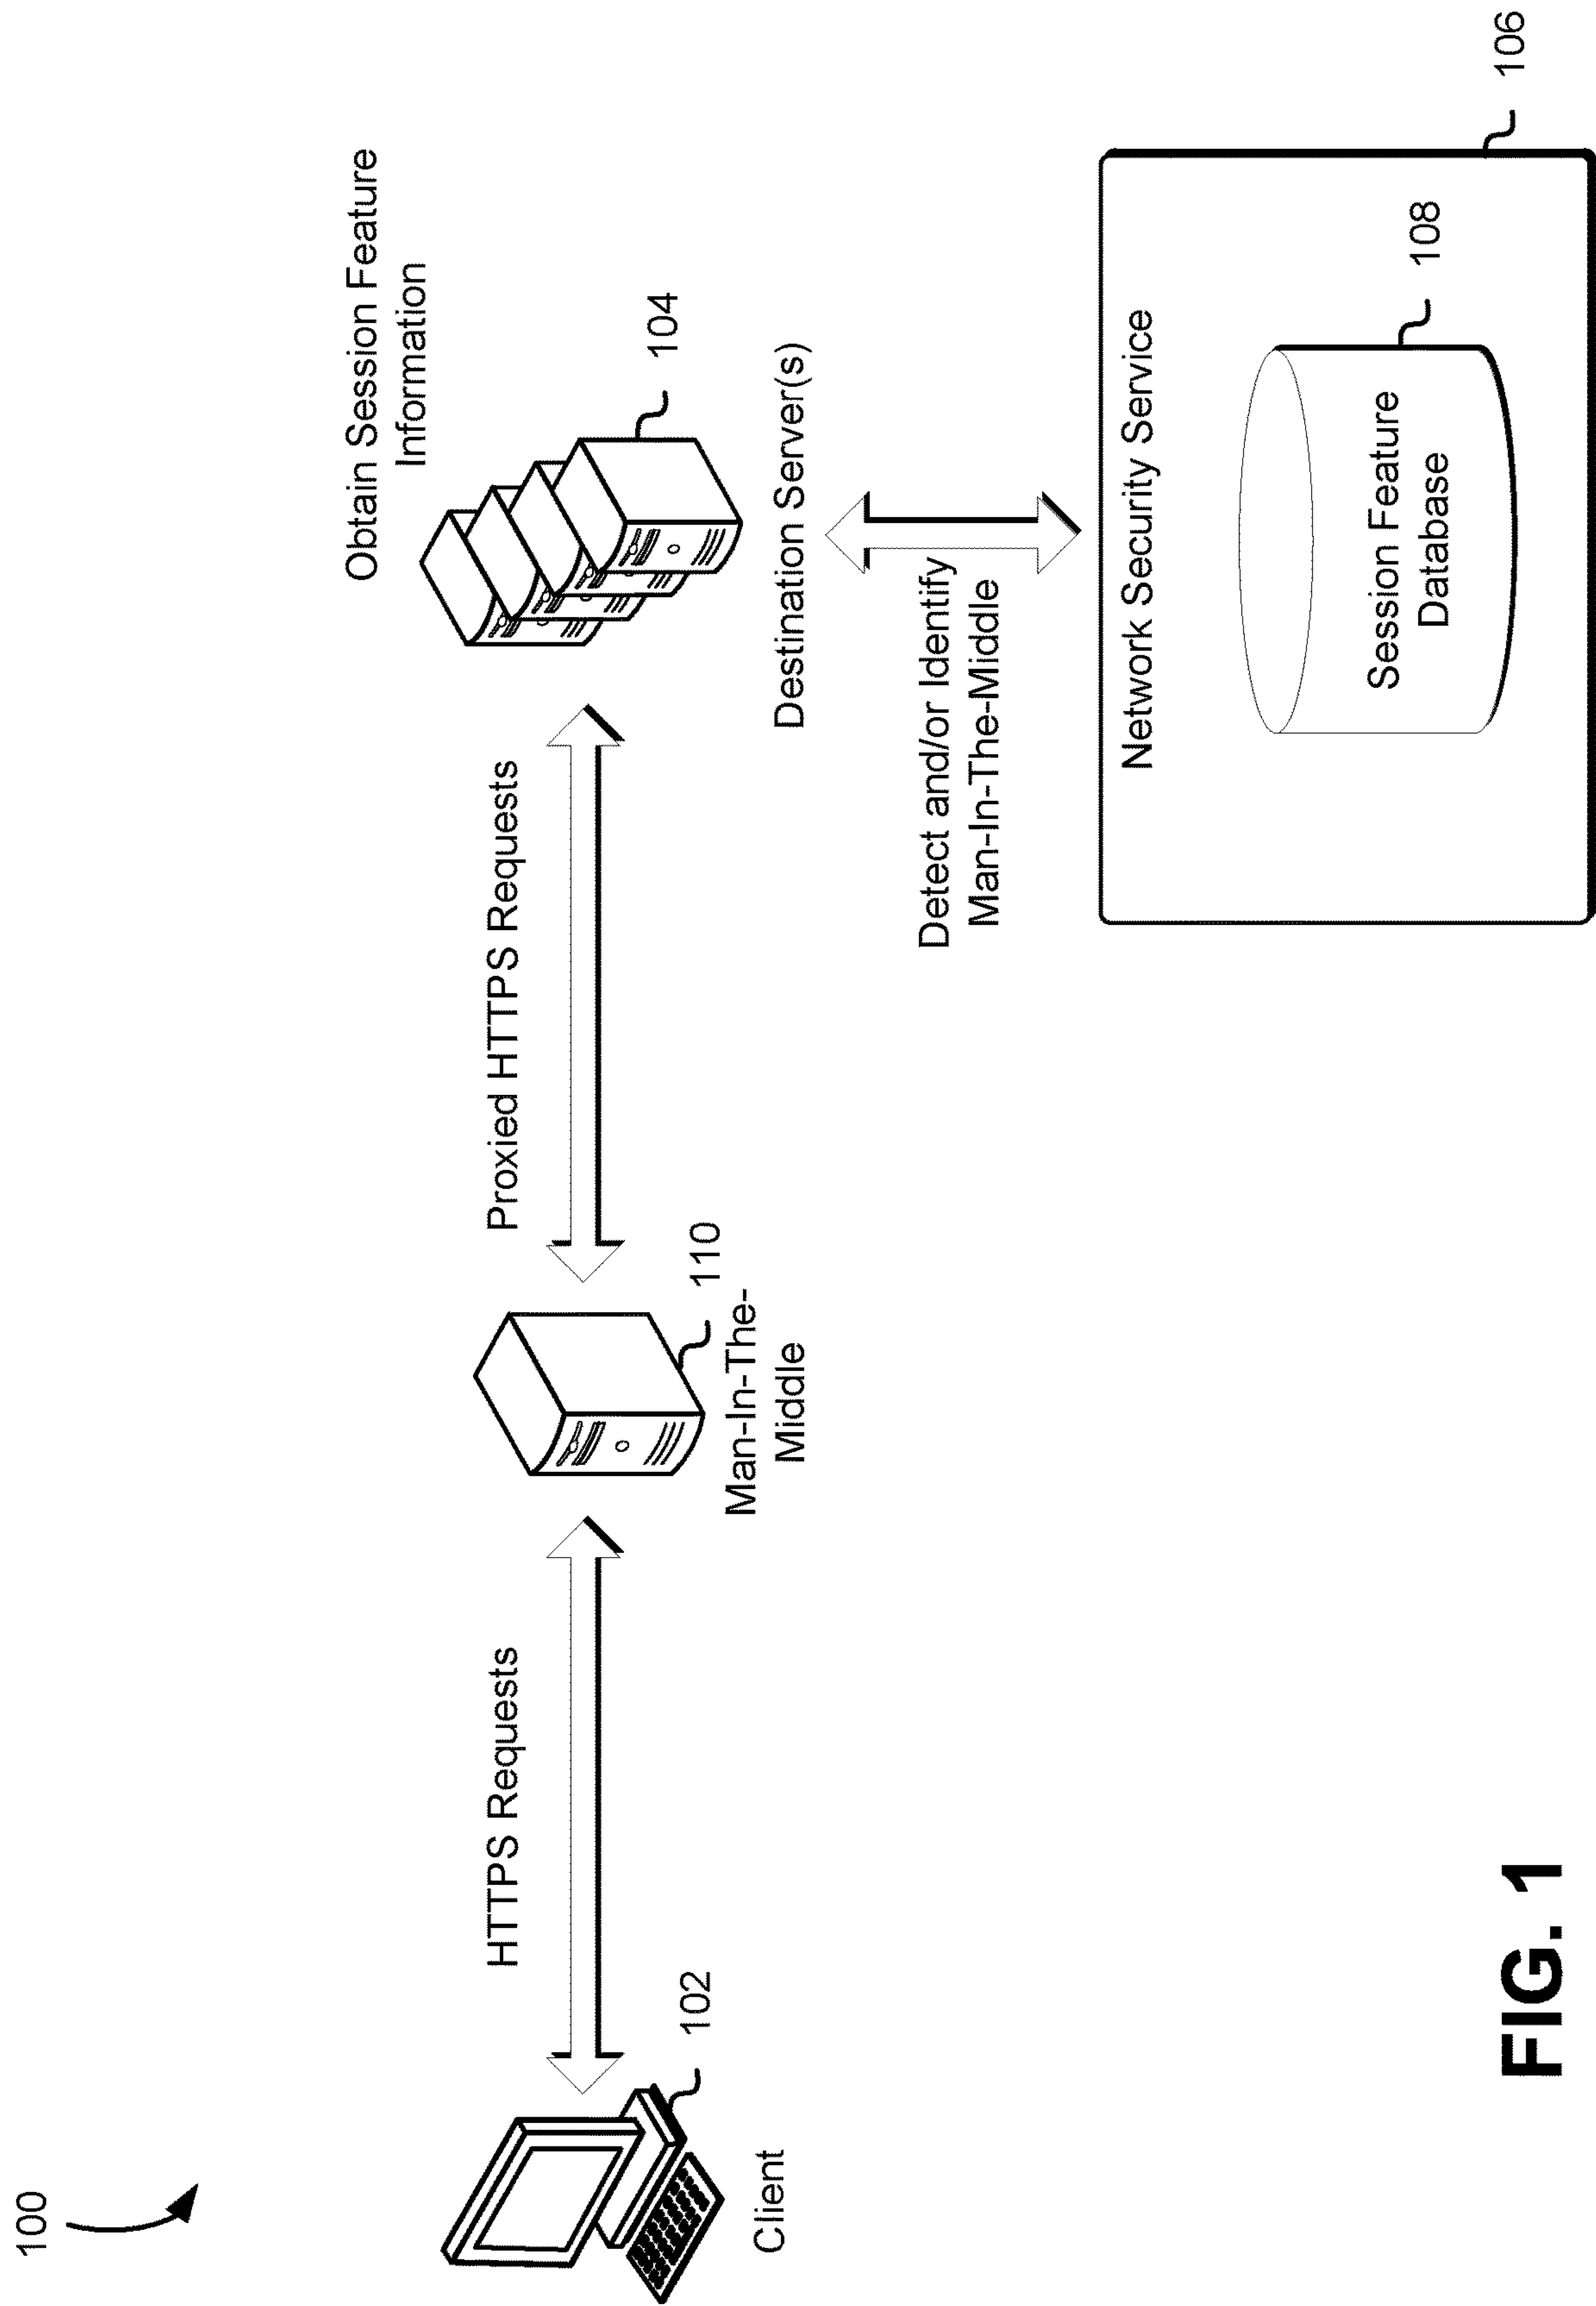 100
Obtain Session Feature
Information
HTTPS Requests
Proxied HTTPS Requests
102
Client
110
Man-In-The-
Middle
104
Destination Server(s)
Detect and/or Identify
Man-In-The-Middle
Network Security Service
106
108
Session Feature
Database
FIG. 1